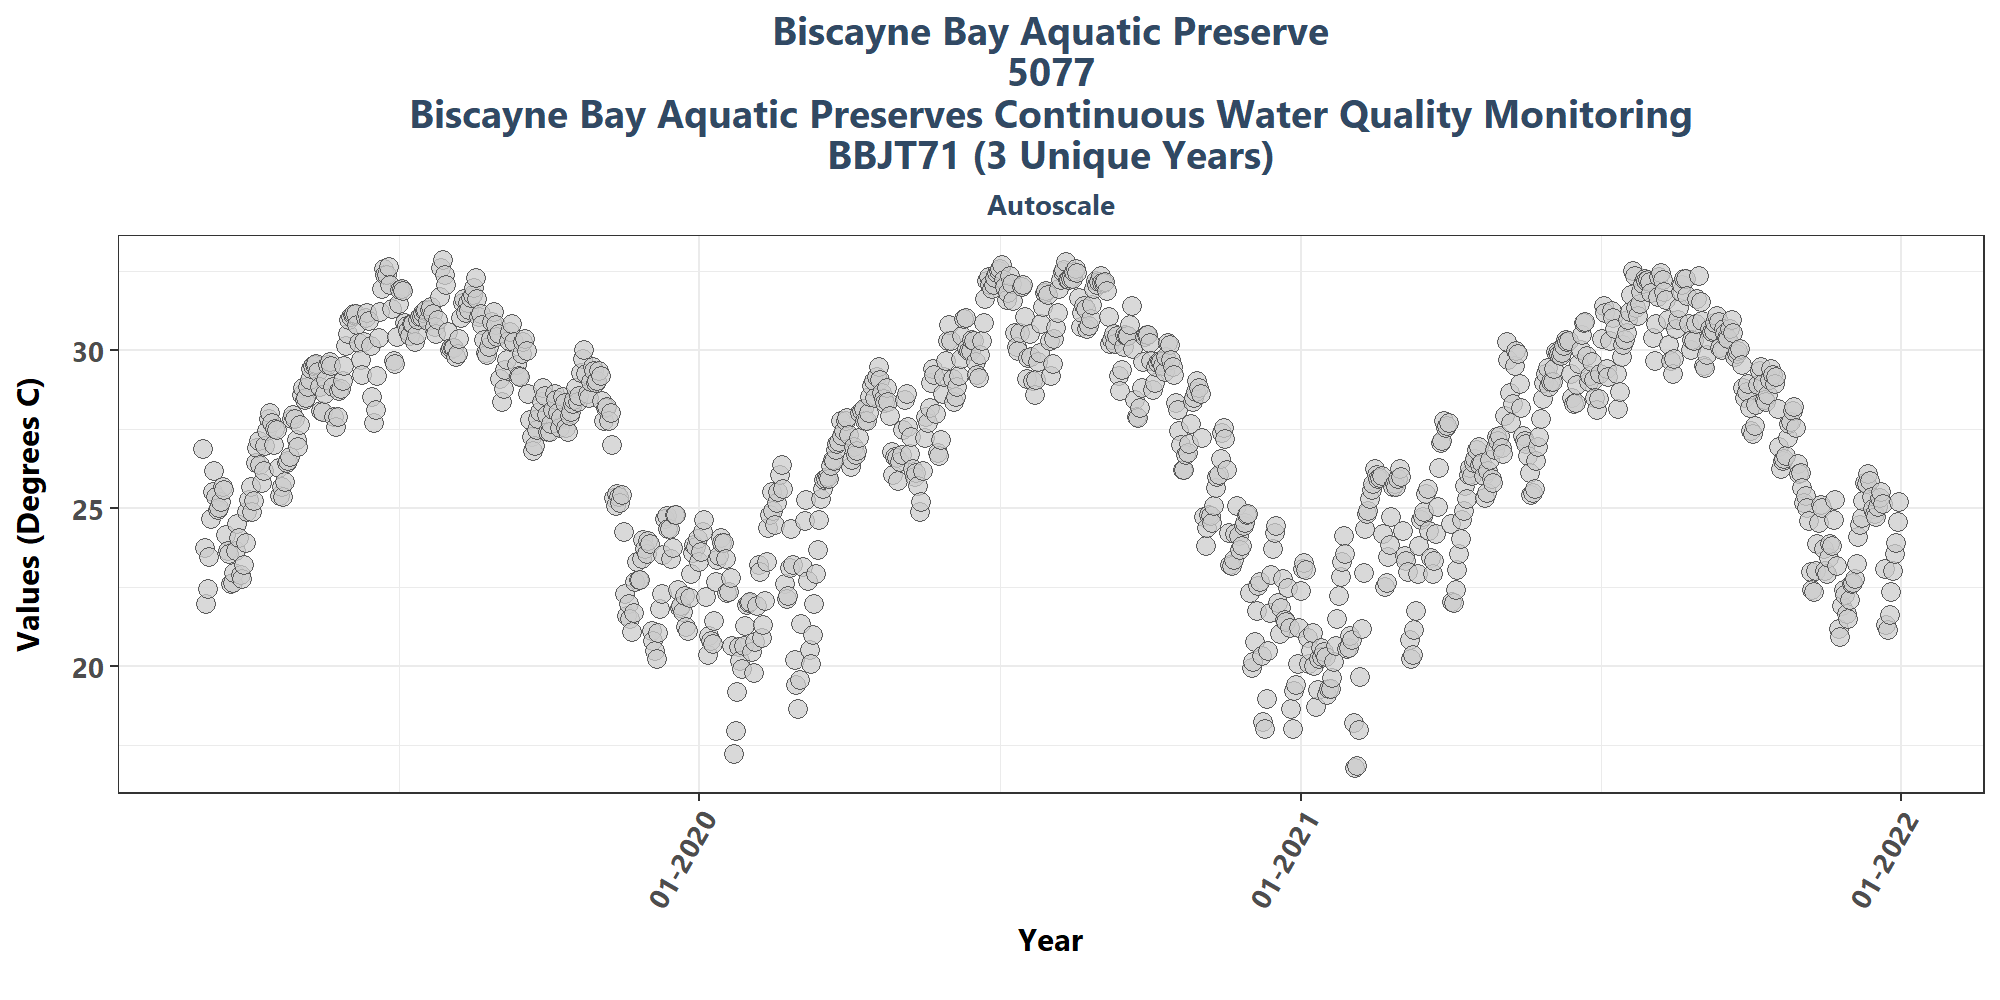 Biscayne Bay Aquatic Preserve
5077
Biscayne Bay Aquatic Preserves Continuous Water Quality Monitoring
BBJT71 (3 Unique Years)
Autoscale
Values (Degrees C)
30
25
20
01-2020
01-2021
01-2022
Year